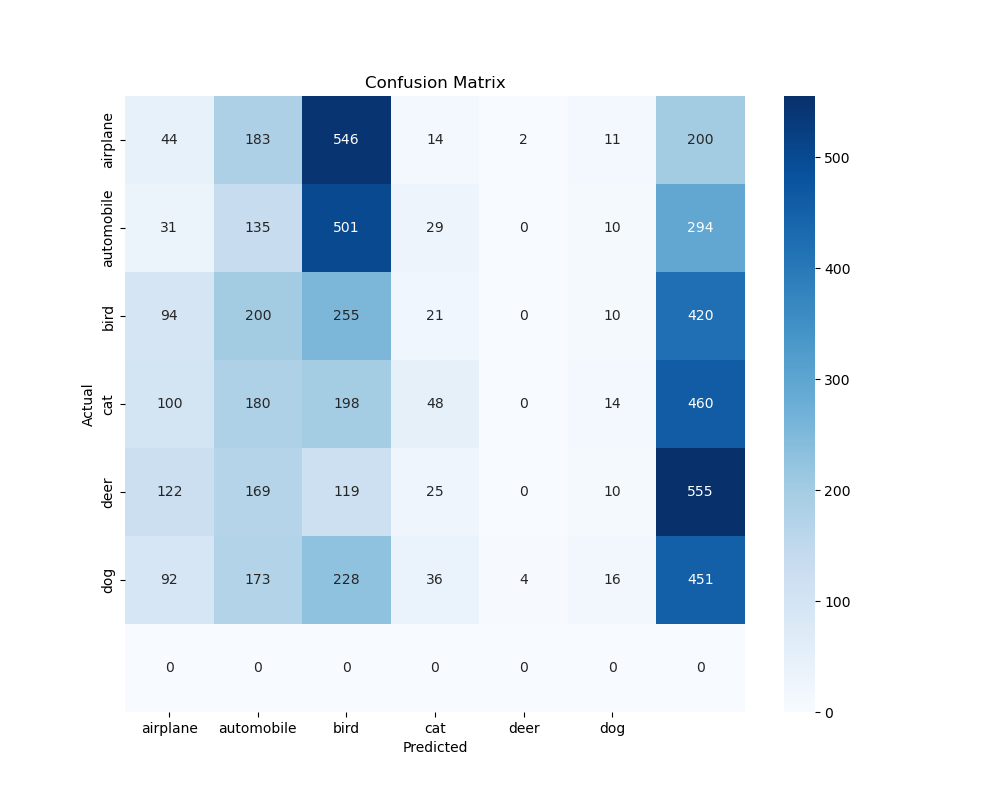 Confusion Matrix
airplane 44 183 546 14 2 11 200
automobile 31 135 501 29 0 10 294
bird 94 200 255 21 0 10 420
cat 100 180 198 48 0 14 460
deer 122 169 119 25 0 10 555
dog 92 173 228 36 4 16 451
0 0 0 0 0 0 0
Actual
airplane automobile bird cat deer dog
Predicted
500
400
300
200
100
0